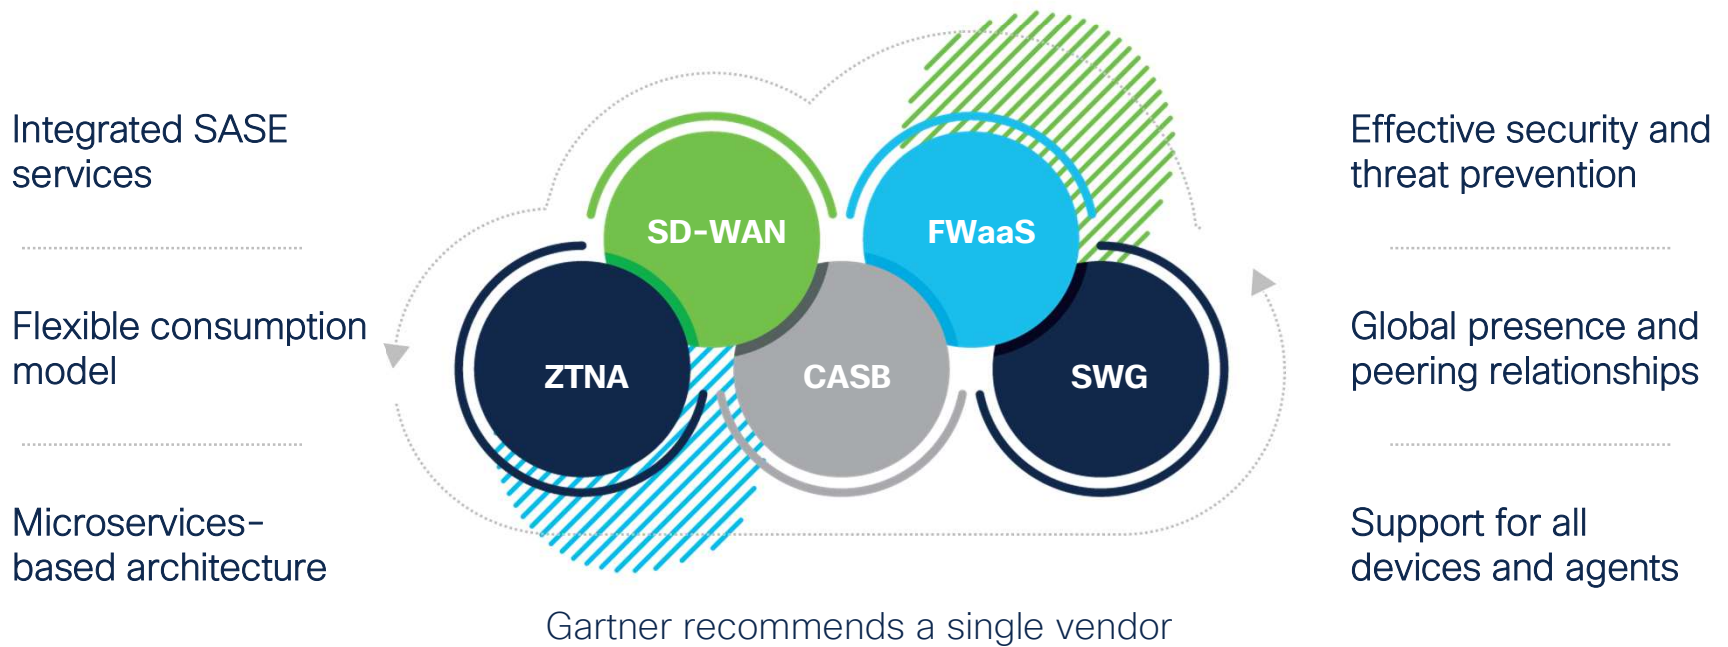 Integrated SASE
services
Flexible consumption
model
Microservices-
based architecture
SD-WAN
FWaaS
ZTNA
CASB
SWG
Effective security and
threat prevention
Global presence and
peering relationships
Support for all
devices and agents
Gartner recommends a single vendor